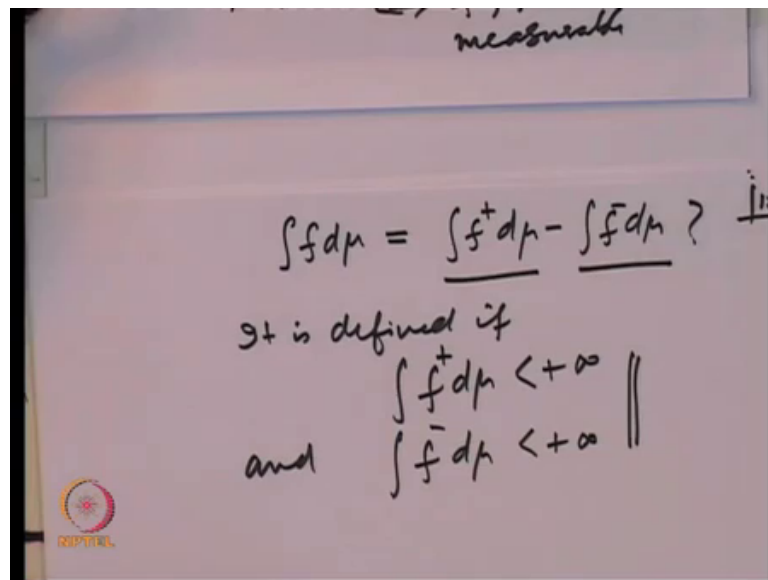 measurable
∫f dμ = ∫f⁺dμ - ∫f⁻dμ ?
It is defined if
∫f⁺dμ < +∞
and ∫f⁻dμ < +∞
NPTEL